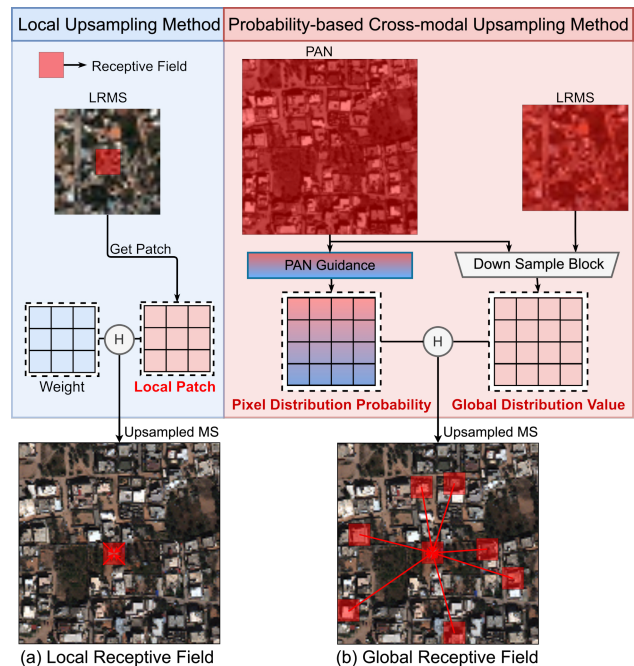 Local Upsampling Method
Probability-based Cross-modal Upsampling Method
Receptive Field
LRMS
Get Patch
H
Weight
Local Patch
Upsampled MS
(a) Local Receptive Field
PAN
LRMS
PAN Guidance
Down Sample Block
H
Pixel Distribution Probability
Global Distribution Value
Upsampled MS
(b) Global Receptive Field